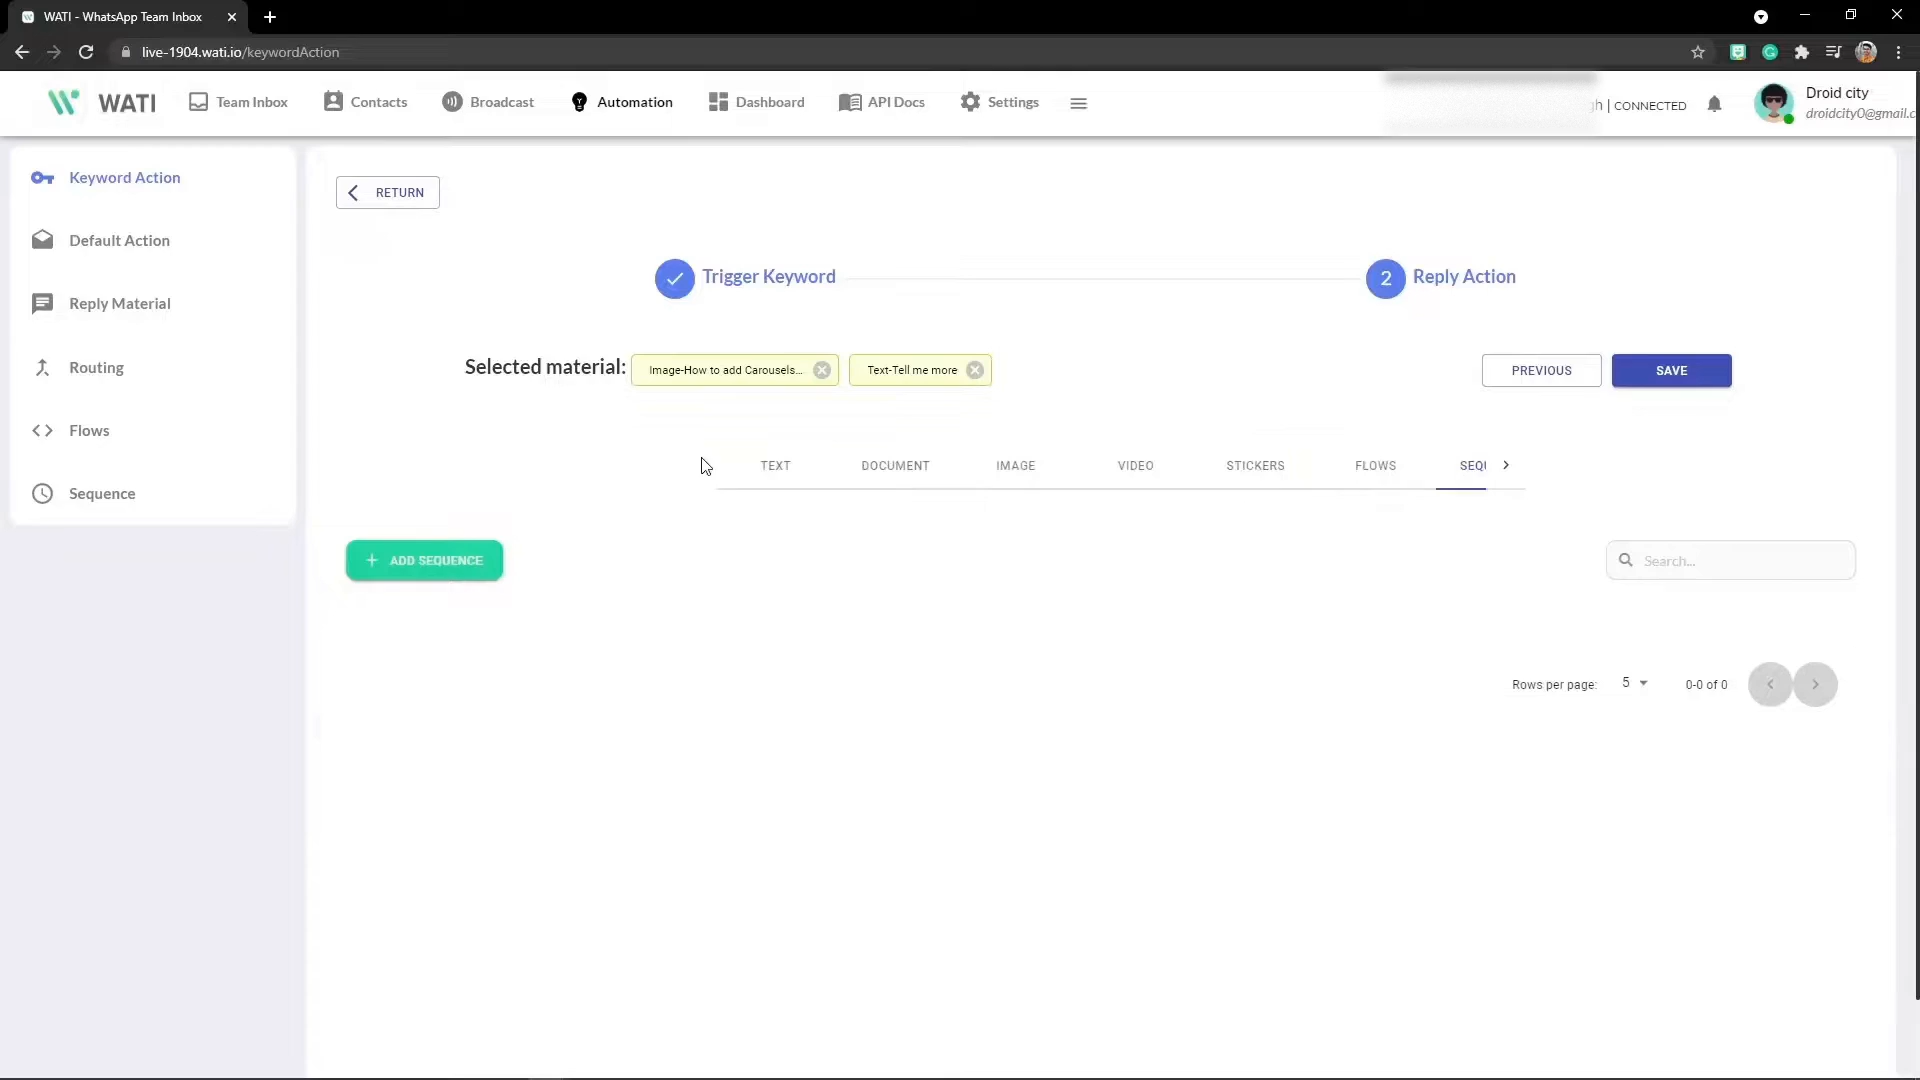 WATI - WhatsApp Team Inbox
live-1904.wati.io/keywordAction
WATI
Team Inbox
Contacts
Broadcast
Automation
Dashboard
API Docs
Settings
| CONNECTED
Droid city
droidcity0@gmail.c
Keyword Action
Default Action
Reply Material
Routing
Flows
Sequence
RETURN
Trigger Keyword
2 Reply Action
Selected material: Image-How to add Carousels... Text-Tell me more
PREVIOUS
SAVE
TEXT DOCUMENT IMAGE VIDEO STICKERS FLOWS SEQU
+ ADD SEQUENCE
Search...
Rows per page: 5 0-0 of 0